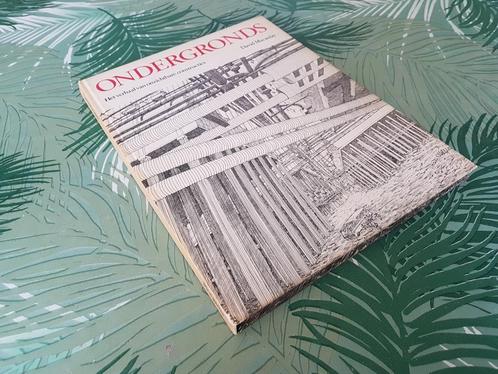 ONDERGRONDS
Het verhaal van onzichtbare constructies
David Macaulay